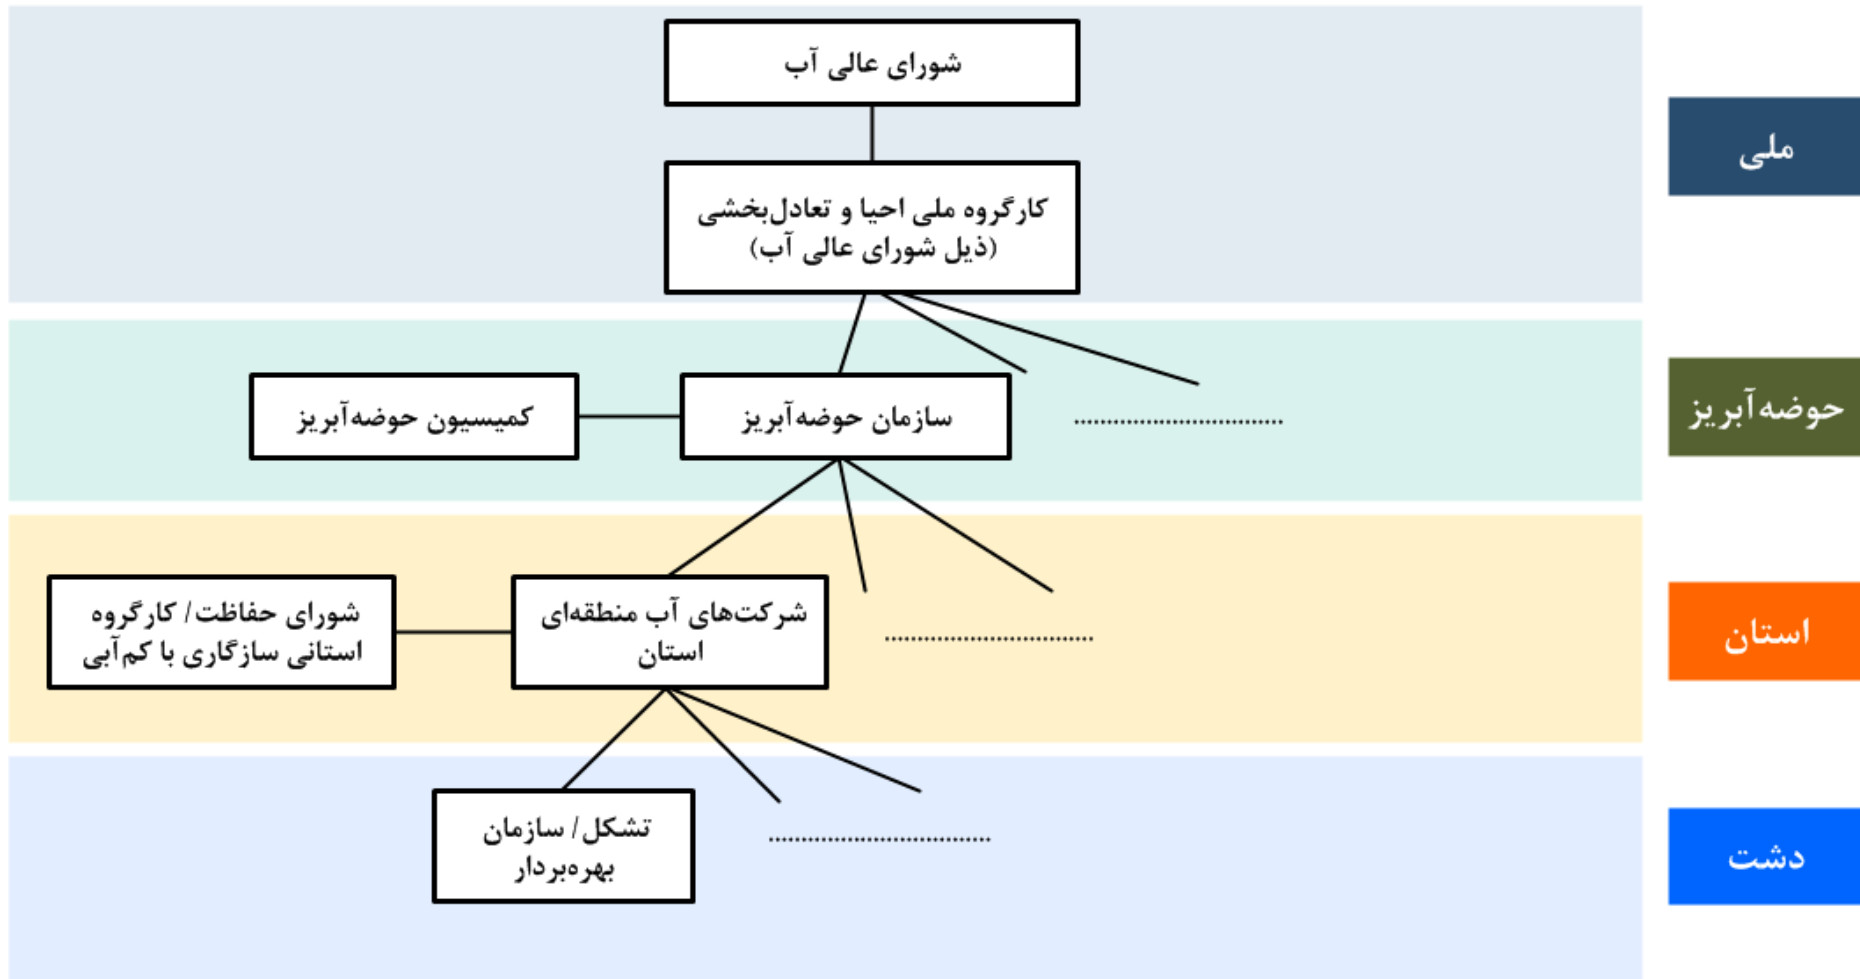 شورای عالی آب
ملی
کارگروه ملی احیا و تعادل‌بخشی
(ذیل شورای عالی آب)
حوضه‌آبریز
سازمان حوضه‌آبریز
کمیسیون حوضه‌آبریز
..................................
استان
شرکت‌های آب منطقه‌ای
استان
شورای حفاظت/ کارگروه
استانی سازگاری با کم‌آبی
..................................
دشت
تشکل/ سازمان
بهره‌بردار
..................................